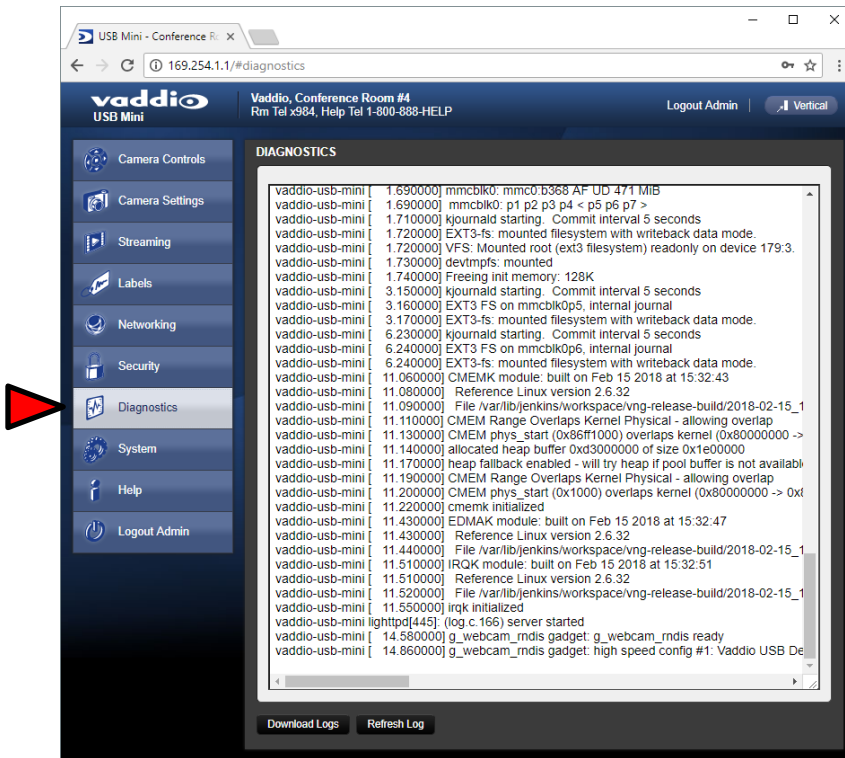 USB Mini - Conference Ro
169.254.1.1/#diagnostics
vaddio
USB Mini
Vaddio, Conference Room #4
Rm Tel x984, Help Tel 1-800-888-HELP
Logout Admin
Vertical
Camera Controls
Camera Settings
Streaming
Labels
Networking
Security
Diagnostics
System
Help
Logout Admin
DIAGNOSTICS
vaddio-usb-mini [ 1.690000] mmcblk0: mmc0:b368 AF UD 471 MiB
vaddio-usb-mini [ 1.690000] mmcblk0: p1 p2 p3 p4 < p5 p6 p7 >
vaddio-usb-mini [ 1.710000] kjournald starting. Commit interval 5 seconds
vaddio-usb-mini [ 1.720000] EXT3-fs: mounted filesystem with writeback data mode.
vaddio-usb-mini [ 1.720000] VFS: Mounted root (ext3 filesystem) readonly on device 179:3.
vaddio-usb-mini [ 1.730000] devtmpfs: mounted
vaddio-usb-mini [ 1.740000] Freeing init memory: 128K
vaddio-usb-mini [ 3.150000] kjournald starting. Commit interval 5 seconds
vaddio-usb-mini [ 3.160000] EXT3 FS on mmcblk0p5, internal journal
vaddio-usb-mini [ 3.170000] EXT3-fs: mounted filesystem with writeback data mode.
vaddio-usb-mini [ 6.230000] kjournald starting. Commit interval 5 seconds
vaddio-usb-mini [ 6.240000] EXT3 FS on mmcblk0p6, internal journal
vaddio-usb-mini [ 6.240000] EXT3-fs: mounted filesystem with writeback data mode.
vaddio-usb-mini [ 11.060000] CMEMK module: built on Feb 15 2018 at 15:32:43
vaddio-usb-mini [ 11.080000] Reference Linux version 2.6.32
vaddio-usb-mini [ 11.090000] File /var/lib/jenkins/workspace/vng-release-build/2018-02-15_1
vaddio-usb-mini [ 11.110000] CMEM Range Overlaps Kernel Physical - allowing overlap
vaddio-usb-mini [ 11.130000] CMEM phys_start (0x86ff1000) overlaps kernel (0x80000000 ->
vaddio-usb-mini [ 11.140000] allocated heap buffer 0xd3000000 of size 0x1e00000
vaddio-usb-mini [ 11.170000] heap fallback enabled - will try heap if pool buffer is not availabl
vaddio-usb-mini [ 11.190000] CMEM Range Overlaps Kernel Physical - allowing overlap
vaddio-usb-mini [ 11.200000] CMEM phys_start (0x1000) overlaps kernel (0x80000000 -> 0x8
vaddio-usb-mini [ 11.220000] cmemk initialized
vaddio-usb-mini [ 11.430000] EDMAK module: built on Feb 15 2018 at 15:32:47
vaddio-usb-mini [ 11.430000] Reference Linux version 2.6.32
vaddio-usb-mini [ 11.440000] File /var/lib/jenkins/workspace/vng-release-build/2018-02-15_1
vaddio-usb-mini [ 11.510000] IRQK module: built on Feb 15 2018 at 15:32:51
vaddio-usb-mini [ 11.510000] Reference Linux version 2.6.32
vaddio-usb-mini [ 11.520000] File /var/lib/jenkins/workspace/vng-release-build/2018-02-15_1
vaddio-usb-mini [ 11.550000] irqk initialized
vaddio-usb-mini lighttpd[445]: (log.c.166) server started
vaddio-usb-mini [ 14.580000] g_webcam_rndis gadget: g_webcam_rndis ready
vaddio-usb-mini [ 14.860000] g_webcam_rndis gadget: high speed config #1: Vaddio USB De
Download Logs
Refresh Log